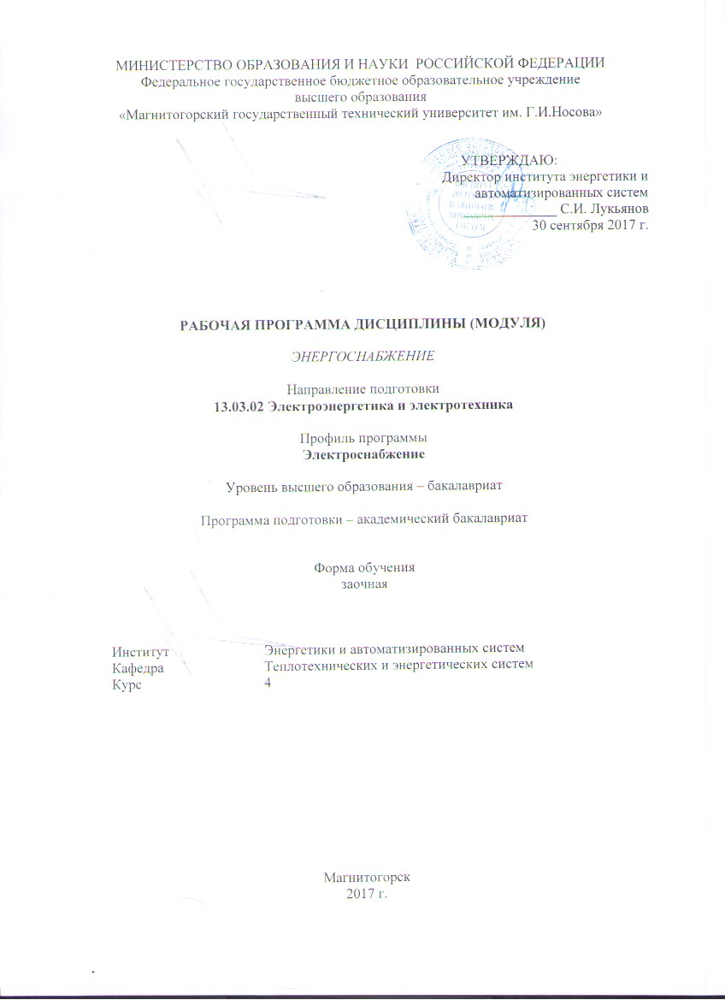 МИНИСТЕРСТВО ОБРАЗОВАНИЯ И НАУКИ РОССИЙСКОЙ ФЕДЕРАЦИИ
Федеральное государственное бюджетное образовательное учреждение
высшего образования
«Магнитогорский государственный технический университет им. Г.И.Носова»
УТВЕРЖДАЮ:
Директор института энергетики и
автоматизированных систем
С.И. Лукьянов
30 сентября 2017 г.
РАБОЧАЯ ПРОГРАММА ДИСЦИПЛИНЫ (МОДУЛЯ)
ЭНЕРГОСНАБЖЕНИЕ
Направление подготовки
13.03.02 Электроэнергетика и электротехника
Профиль программы
Электроснабжение
Уровень высшего образования – бакалавриат
Программа подготовки – академический бакалавриат
Форма обучения
заочная
Институт Энергетики и автоматизированных систем
Кафедра Теплотехнических и энергетических систем
Курс 4
Магнитогорск
2017 г.